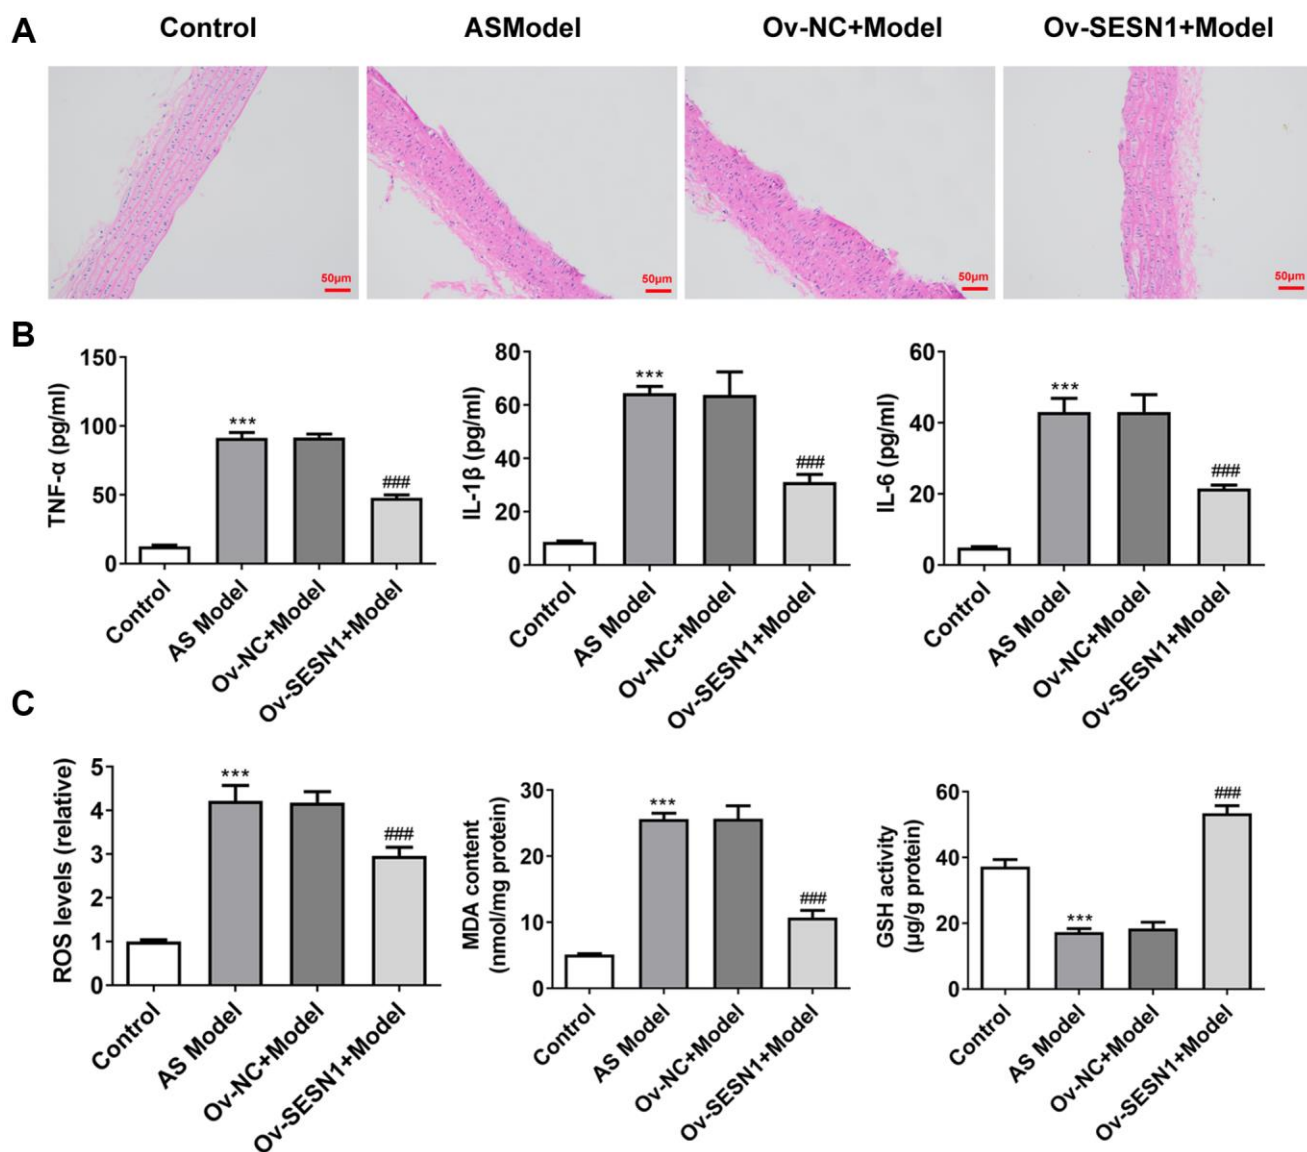 A
Control
ASModel
Ov-NC+Model
Ov-SESN1+Model
50μm
50μm
50μm
50μm
B
TNF-α (pg/ml)
150
100
50
0
***
###
Control
AS Model
Ov-NC+Model
Ov-SESN1+Model
IL-1β (pg/ml)
80
60
40
20
0
***
###
Control
AS Model
Ov-NC+Model
Ov-SESN1+Model
IL-6 (pg/ml)
60
40
20
0
***
###
Control
AS Model
Ov-NC+Model
Ov-SESN1+Model
C
ROS levels (relative)
5
4
3
2
1
0
***
###
Control
AS Model
Ov-NC+Model
Ov-SESN1+Model
MDA content
(nmol/mg protein)
30
20
10
0
***
###
Control
AS Model
Ov-NC+Model
Ov-SESN1+Model
GSH activity
(μg/g protein)
60
40
20
0
***
###
Control
AS Model
Ov-NC+Model
Ov-SESN1+Model